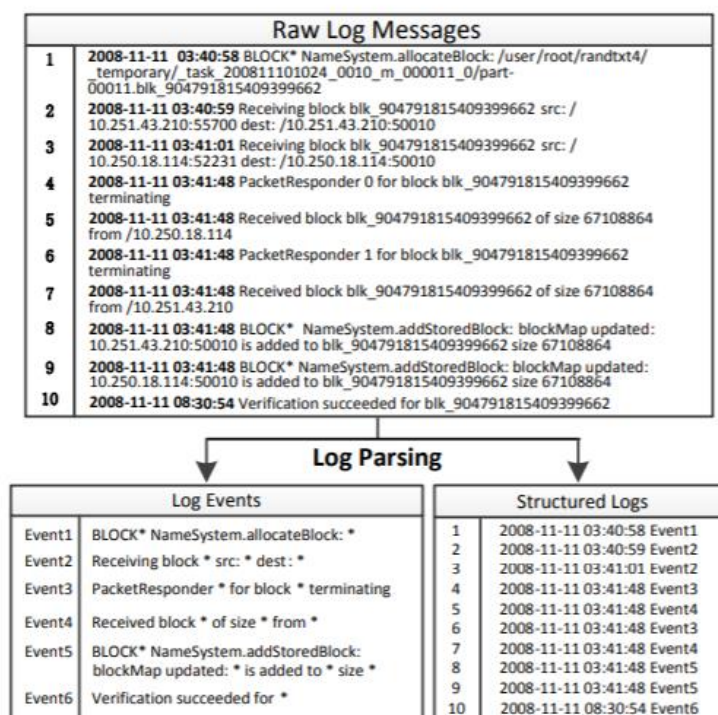 Raw Log Messages
1 2008-11-11 03:40:58 BLOCK* NameSystem.allocateBlock: /user/root/randtxt4/
_temporary/_task_200811101024_0010_m_000011_0/part-
00011.blk_904791815409399662
2 2008-11-11 03:40:59 Receiving block blk_904791815409399662 src: /
10.251.43.210:55700 dest: /10.251.43.210:50010
3 2008-11-11 03:41:01 Receiving block blk_904791815409399662 src: /
10.250.18.114:52231 dest: /10.250.18.114:50010
4 2008-11-11 03:41:48 PacketResponder 0 for block blk_904791815409399662
terminating
5 2008-11-11 03:41:48 Received block blk_904791815409399662 of size 67108864
from /10.250.18.114
6 2008-11-11 03:41:48 PacketResponder 1 for block blk_904791815409399662
terminating
7 2008-11-11 03:41:48 Received block blk_904791815409399662 of size 67108864
from /10.251.43.210
8 2008-11-11 03:41:48 BLOCK* NameSystem.addStoredBlock: blockMap updated:
10.251.43.210:50010 is added to blk_904791815409399662 size 67108864
9 2008-11-11 03:41:48 BLOCK* NameSystem.addStoredBlock: blockMap updated:
10.250.18.114:50010 is added to blk_904791815409399662 size 67108864
10 2008-11-11 08:30:54 Verification succeeded for blk_904791815409399662
Log Parsing
Log Events
Event1 BLOCK* NameSystem.allocateBlock: *
Event2 Receiving block * src: * dest: *
Event3 PacketResponder * for block * terminating
Event4 Received block * of size * from *
Event5 BLOCK* NameSystem.addStoredBlock:
blockMap updated: * is added to * size *
Event6 Verification succeeded for *
Structured Logs
1 2008-11-11 03:40:58 Event1
2 2008-11-11 03:40:59 Event2
3 2008-11-11 03:41:01 Event2
4 2008-11-11 03:41:48 Event3
5 2008-11-11 03:41:48 Event4
6 2008-11-11 03:41:48 Event3
7 2008-11-11 03:41:48 Event4
8 2008-11-11 03:41:48 Event5
9 2008-11-11 03:41:48 Event5
10 2008-11-11 08:30:54 Event6